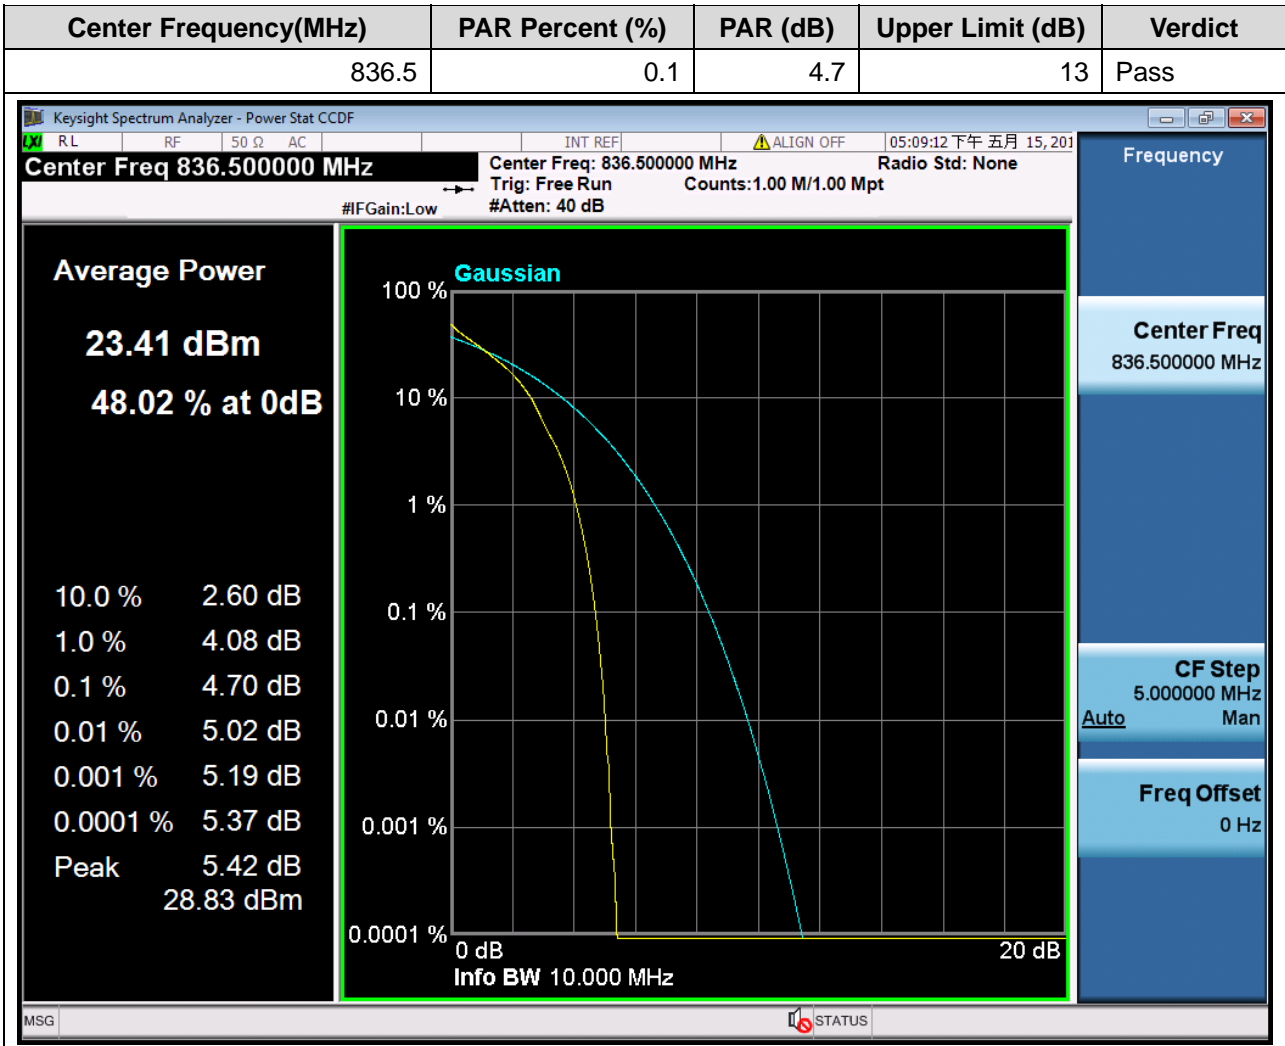 Center Frequency(MHz) PAR Percent (%) PAR (dB) Upper Limit (dB) Verdict
836.5 0.1 4.7 13 Pass
Keysight Spectrum Analyzer - Power Stat CCDF
LXI RL RF 50 Ω AC INT REF ALIGN OFF 05:09:12 下午 五月 15, 201
Center Freq 836.500000 MHz
Center Freq: 836.500000 MHz Radio Std: None
Trig: Free Run Counts:1.00 M/1.00 Mpt
#IFGain:Low #Atten: 40 dB
Average Power
23.41 dBm
48.02 % at 0dB
10.0 % 2.60 dB
1.0 % 4.08 dB
0.1 % 4.70 dB
0.01 % 5.02 dB
0.001 % 5.19 dB
0.0001 % 5.37 dB
Peak 5.42 dB
28.83 dBm
Gaussian
100 %
10 %
1 %
0.1 %
0.01 %
0.001 %
0.0001 %
0 dB 20 dB
Info BW 10.000 MHz
Frequency
Center Freq
836.500000 MHz
CF Step
5.000000 MHz
Auto Man
Freq Offset
0 Hz
MSG STATUS